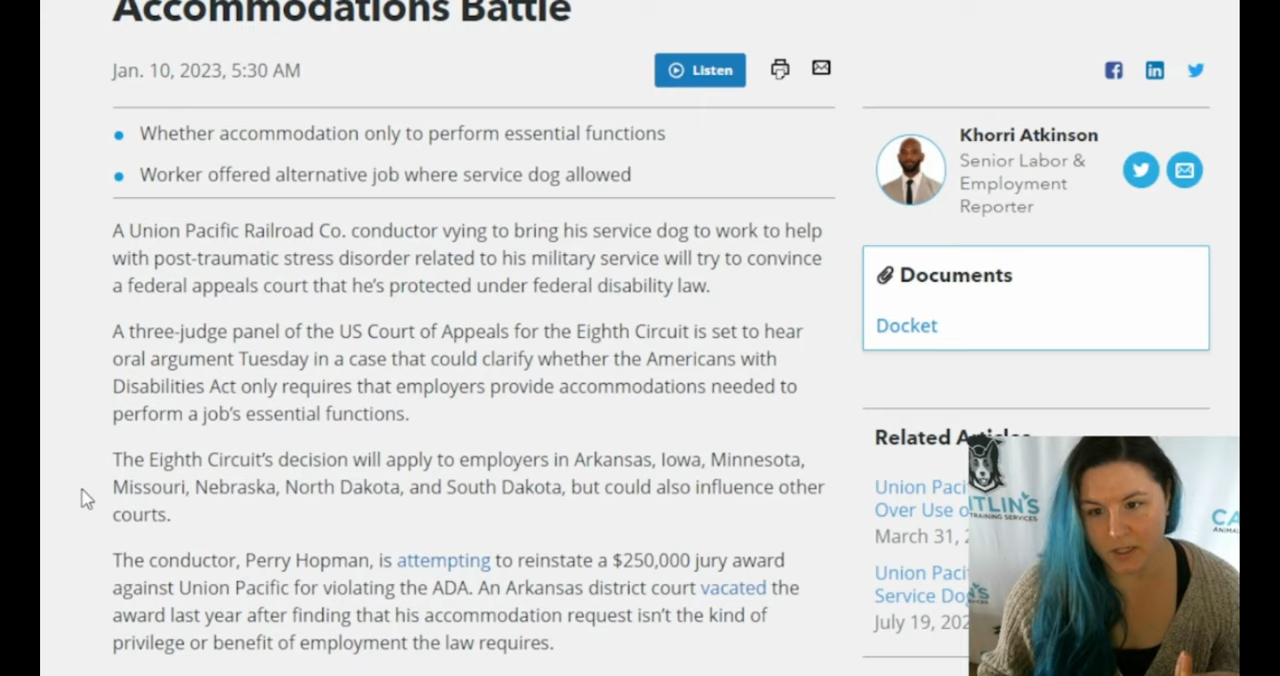 Accommodations Battle
Jan. 10, 2023, 5:30 AM
Listen
Whether accommodation only to perform essential functions
Worker offered alternative job where service dog allowed
A Union Pacific Railroad Co. conductor vying to bring his service dog to work to help
with post-traumatic stress disorder related to his military service will try to convince
a federal appeals court that he's protected under federal disability law.
A three-judge panel of the US Court of Appeals for the Eighth Circuit is set to hear
oral argument Tuesday in a case that could clarify whether the Americans with
Disabilities Act only requires that employers provide accommodations needed to
perform a job's essential functions.
The Eighth Circuit's decision will apply to employers in Arkansas, Iowa, Minnesota,
Missouri, Nebraska, North Dakota, and South Dakota, but could also influence other
courts.
The conductor, Perry Hopman, is attempting to reinstate a $250,000 jury award
against Union Pacific for violating the ADA. An Arkansas district court vacated the
award last year after finding that his accommodation request isn't the kind of
privilege or benefit of employment the law requires.
Khorri Atkinson
Senior Labor &
Employment
Reporter
Documents
Docket
Related Articles
Union Paci
Over Use o
March 31, 2
Union Paci
Service Do
July 19, 202
ITLIN'S
TRAINING SERVICES
CA
ANIMAL